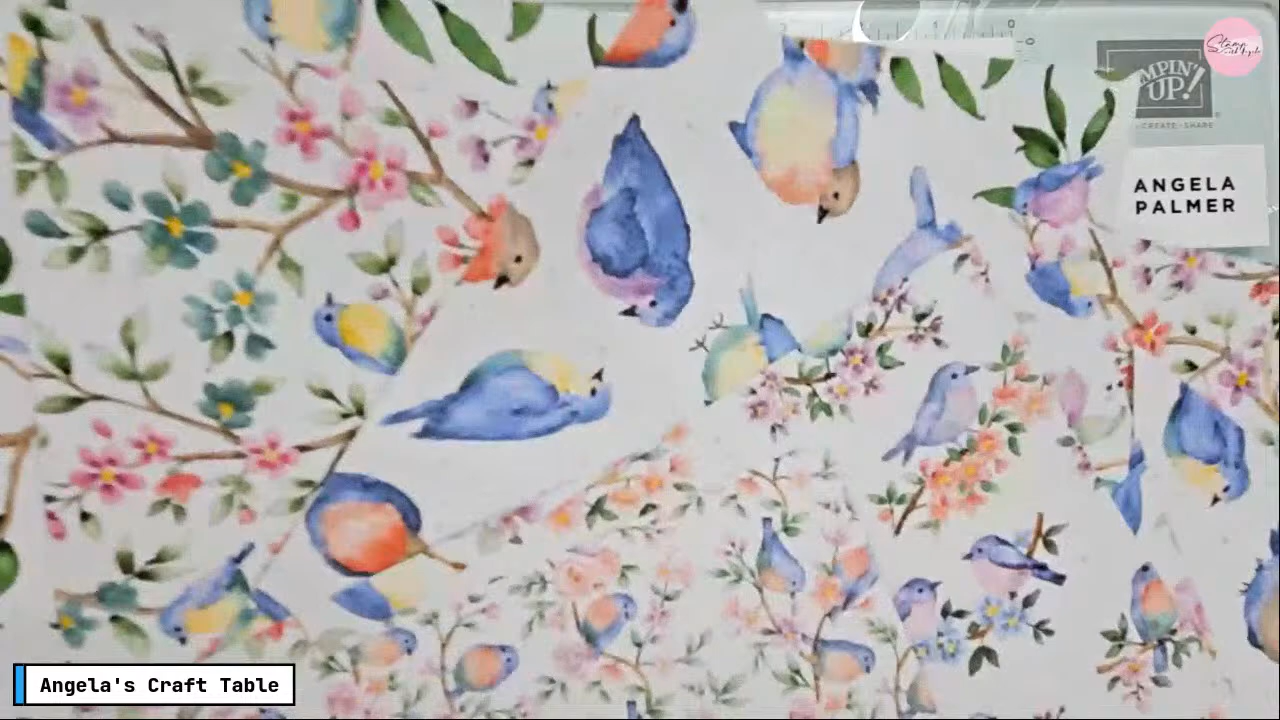 MPIN'
UP!
CREATE · SHARE
ANGELA
PALMER
Angela's Craft Table